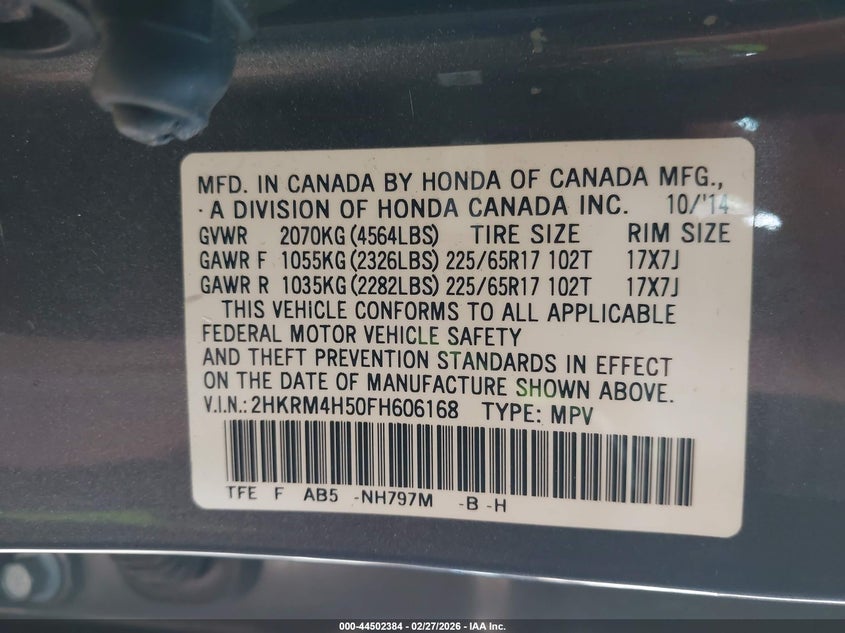 MFD. IN CANADA BY HONDA OF CANADA MFG.,
·A DIVISION OF HONDA CANADA INC. 10/'14
GVWR 2070KG(4564LBS) TIRE SIZE RIM SIZE
GAWR F 1055KG(2326LBS) 225/65R17 102T 17X7J
GAWR R 1035KG(2282LBS) 225/65R17 102T 17X7J
THIS VEHICLE CONFORMS TO ALL APPLICABLE
FEDERAL MOTOR VEHICLE SAFETY
AND THEFT PREVENTION STANDARDS IN EFFECT
ON THE DATE OF MANUFACTURE SHOWN ABOVE.
V.I.N.:2HKRM4H50FH606168 TYPE: MPV
TFE F AB5 -NH797M -B -H
000-44502384 | 02/27/2026 | IAA Inc.